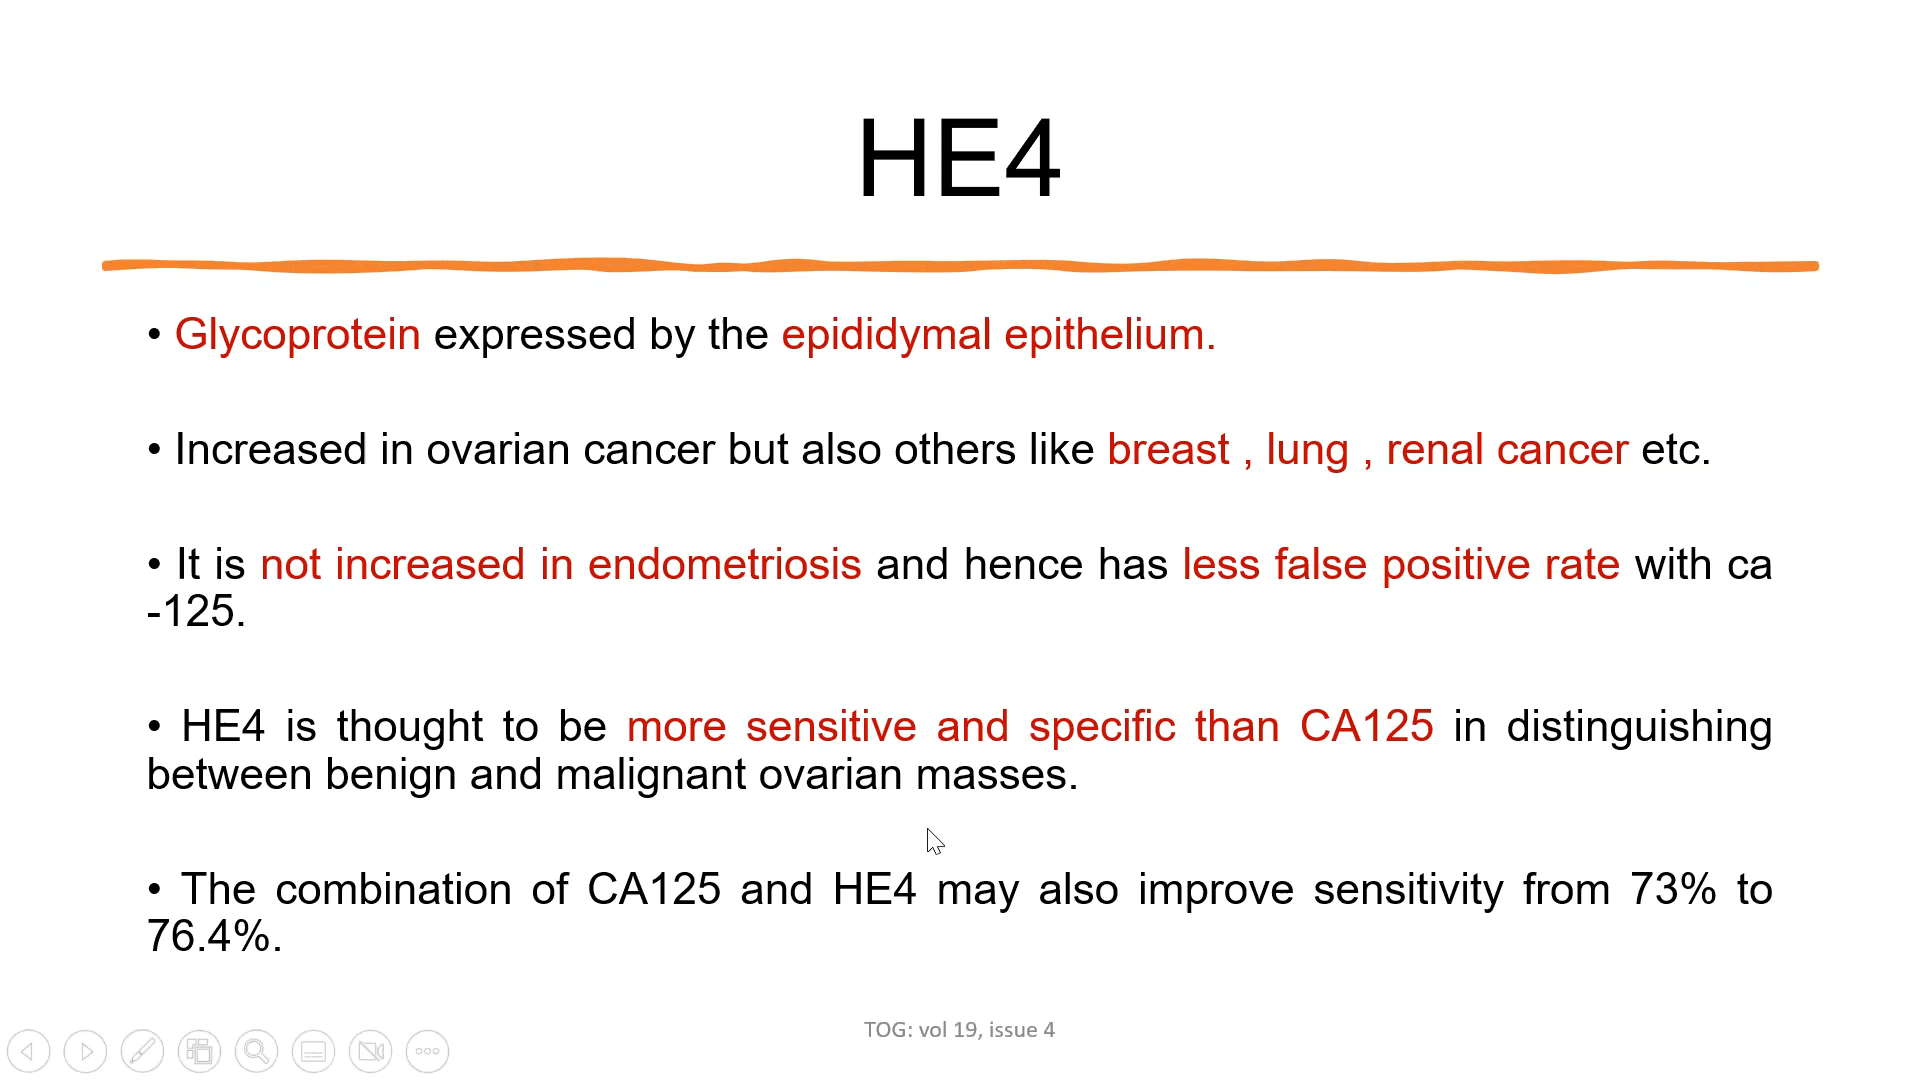 HE4
• Glycoprotein expressed by the epididymal epithelium.
• Increased in ovarian cancer but also others like breast , lung , renal cancer etc.
• It is not increased in endometriosis and hence has less false positive rate with ca
-125.
• HE4 is thought to be more sensitive and specific than CA125 in distinguishing
between benign and malignant ovarian masses.
• The combination of CA125 and HE4 may also improve sensitivity from 73% to
76.4%.
TOG: vol 19, issue 4